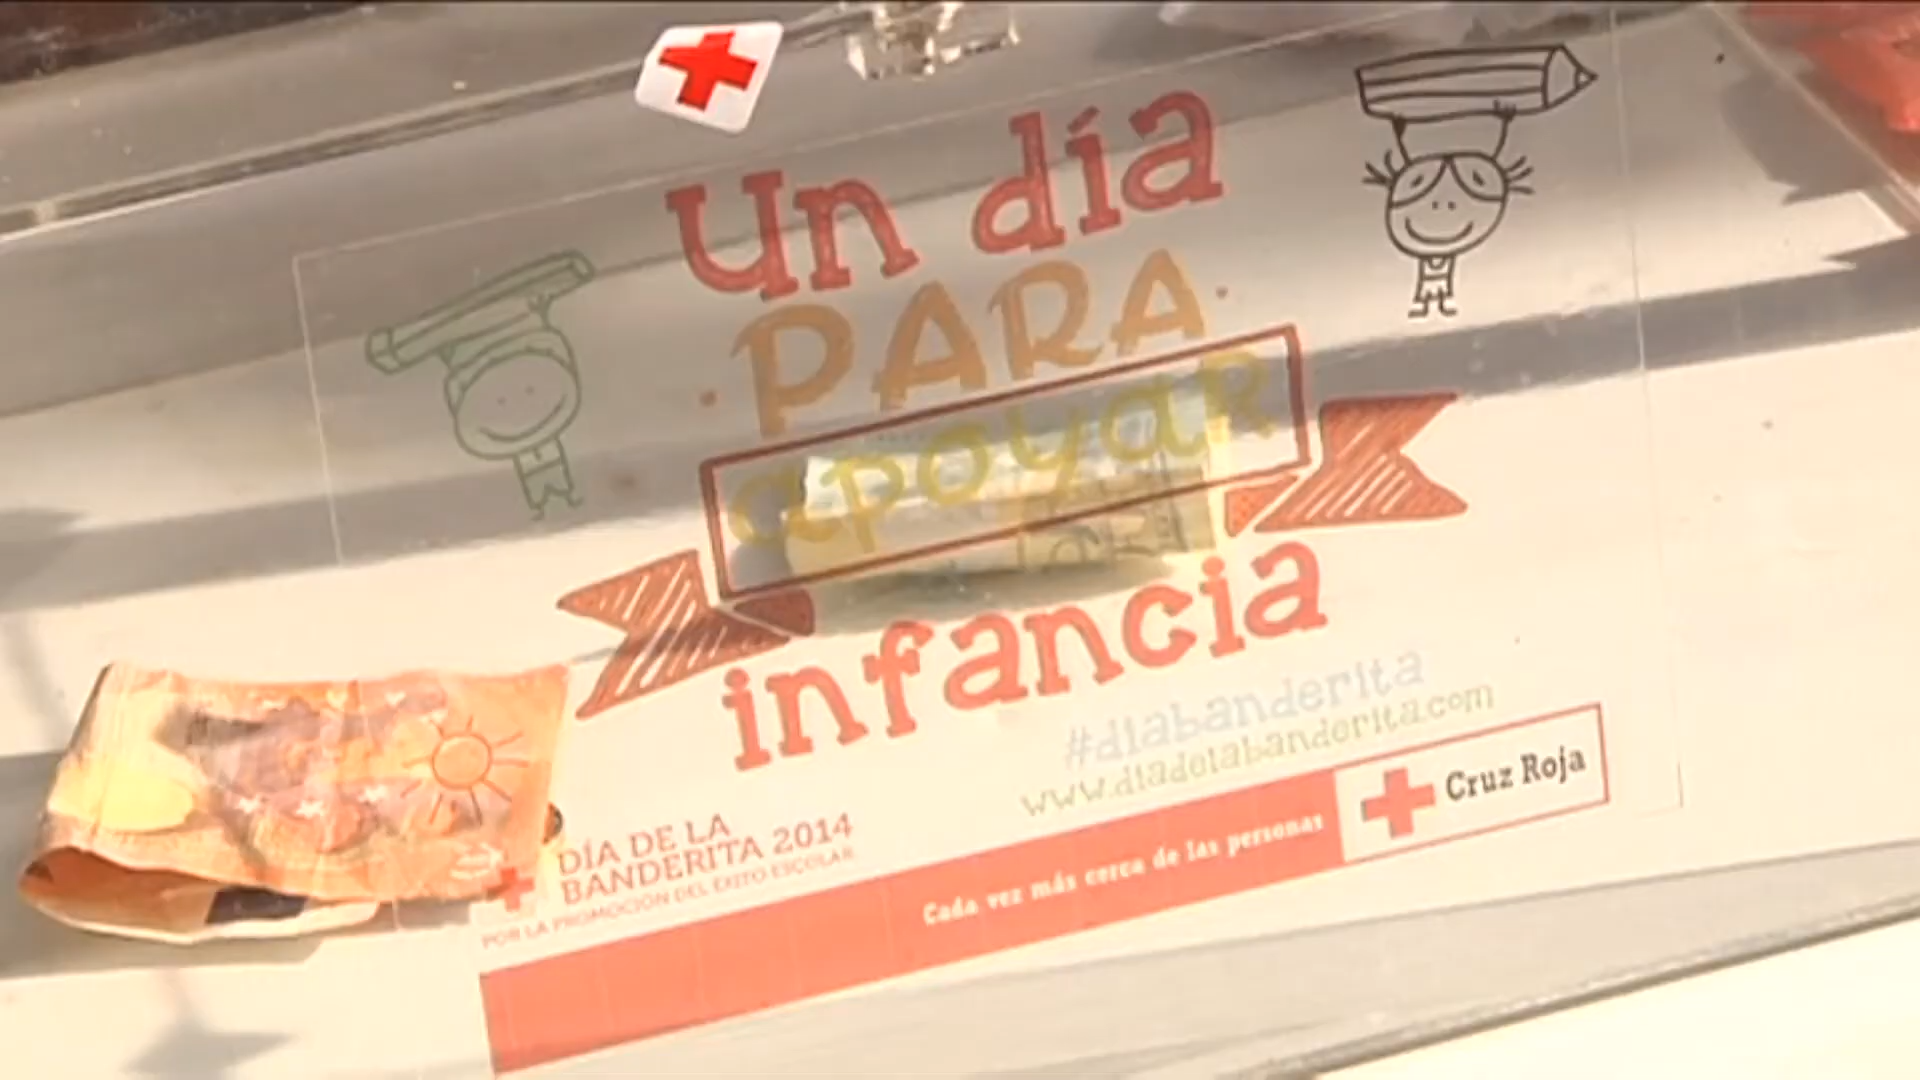 un día
PARA
apoyar
infancia
#diabanderita
www.diadelabanderita.com
DÍA DE LA
BANDERITA 2014
POR LA PROMOCIÓN DEL ÉXITO ESCOLAR
Cada vez más cerca de las personas
Cruz Roja